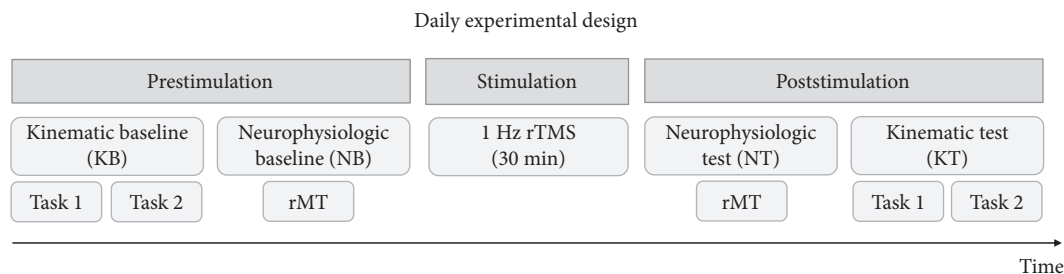 Daily experimental design
Prestimulation
Stimulation
Poststimulation
Kinematic baseline
(KB)
Neurophysiologic
baseline (NB)
1 Hz rTMS
(30 min)
Neurophysiologic
test (NT)
Kinematic test
(KT)
Task 1
Task 2
rMT
rMT
Task 1
Task 2
Time